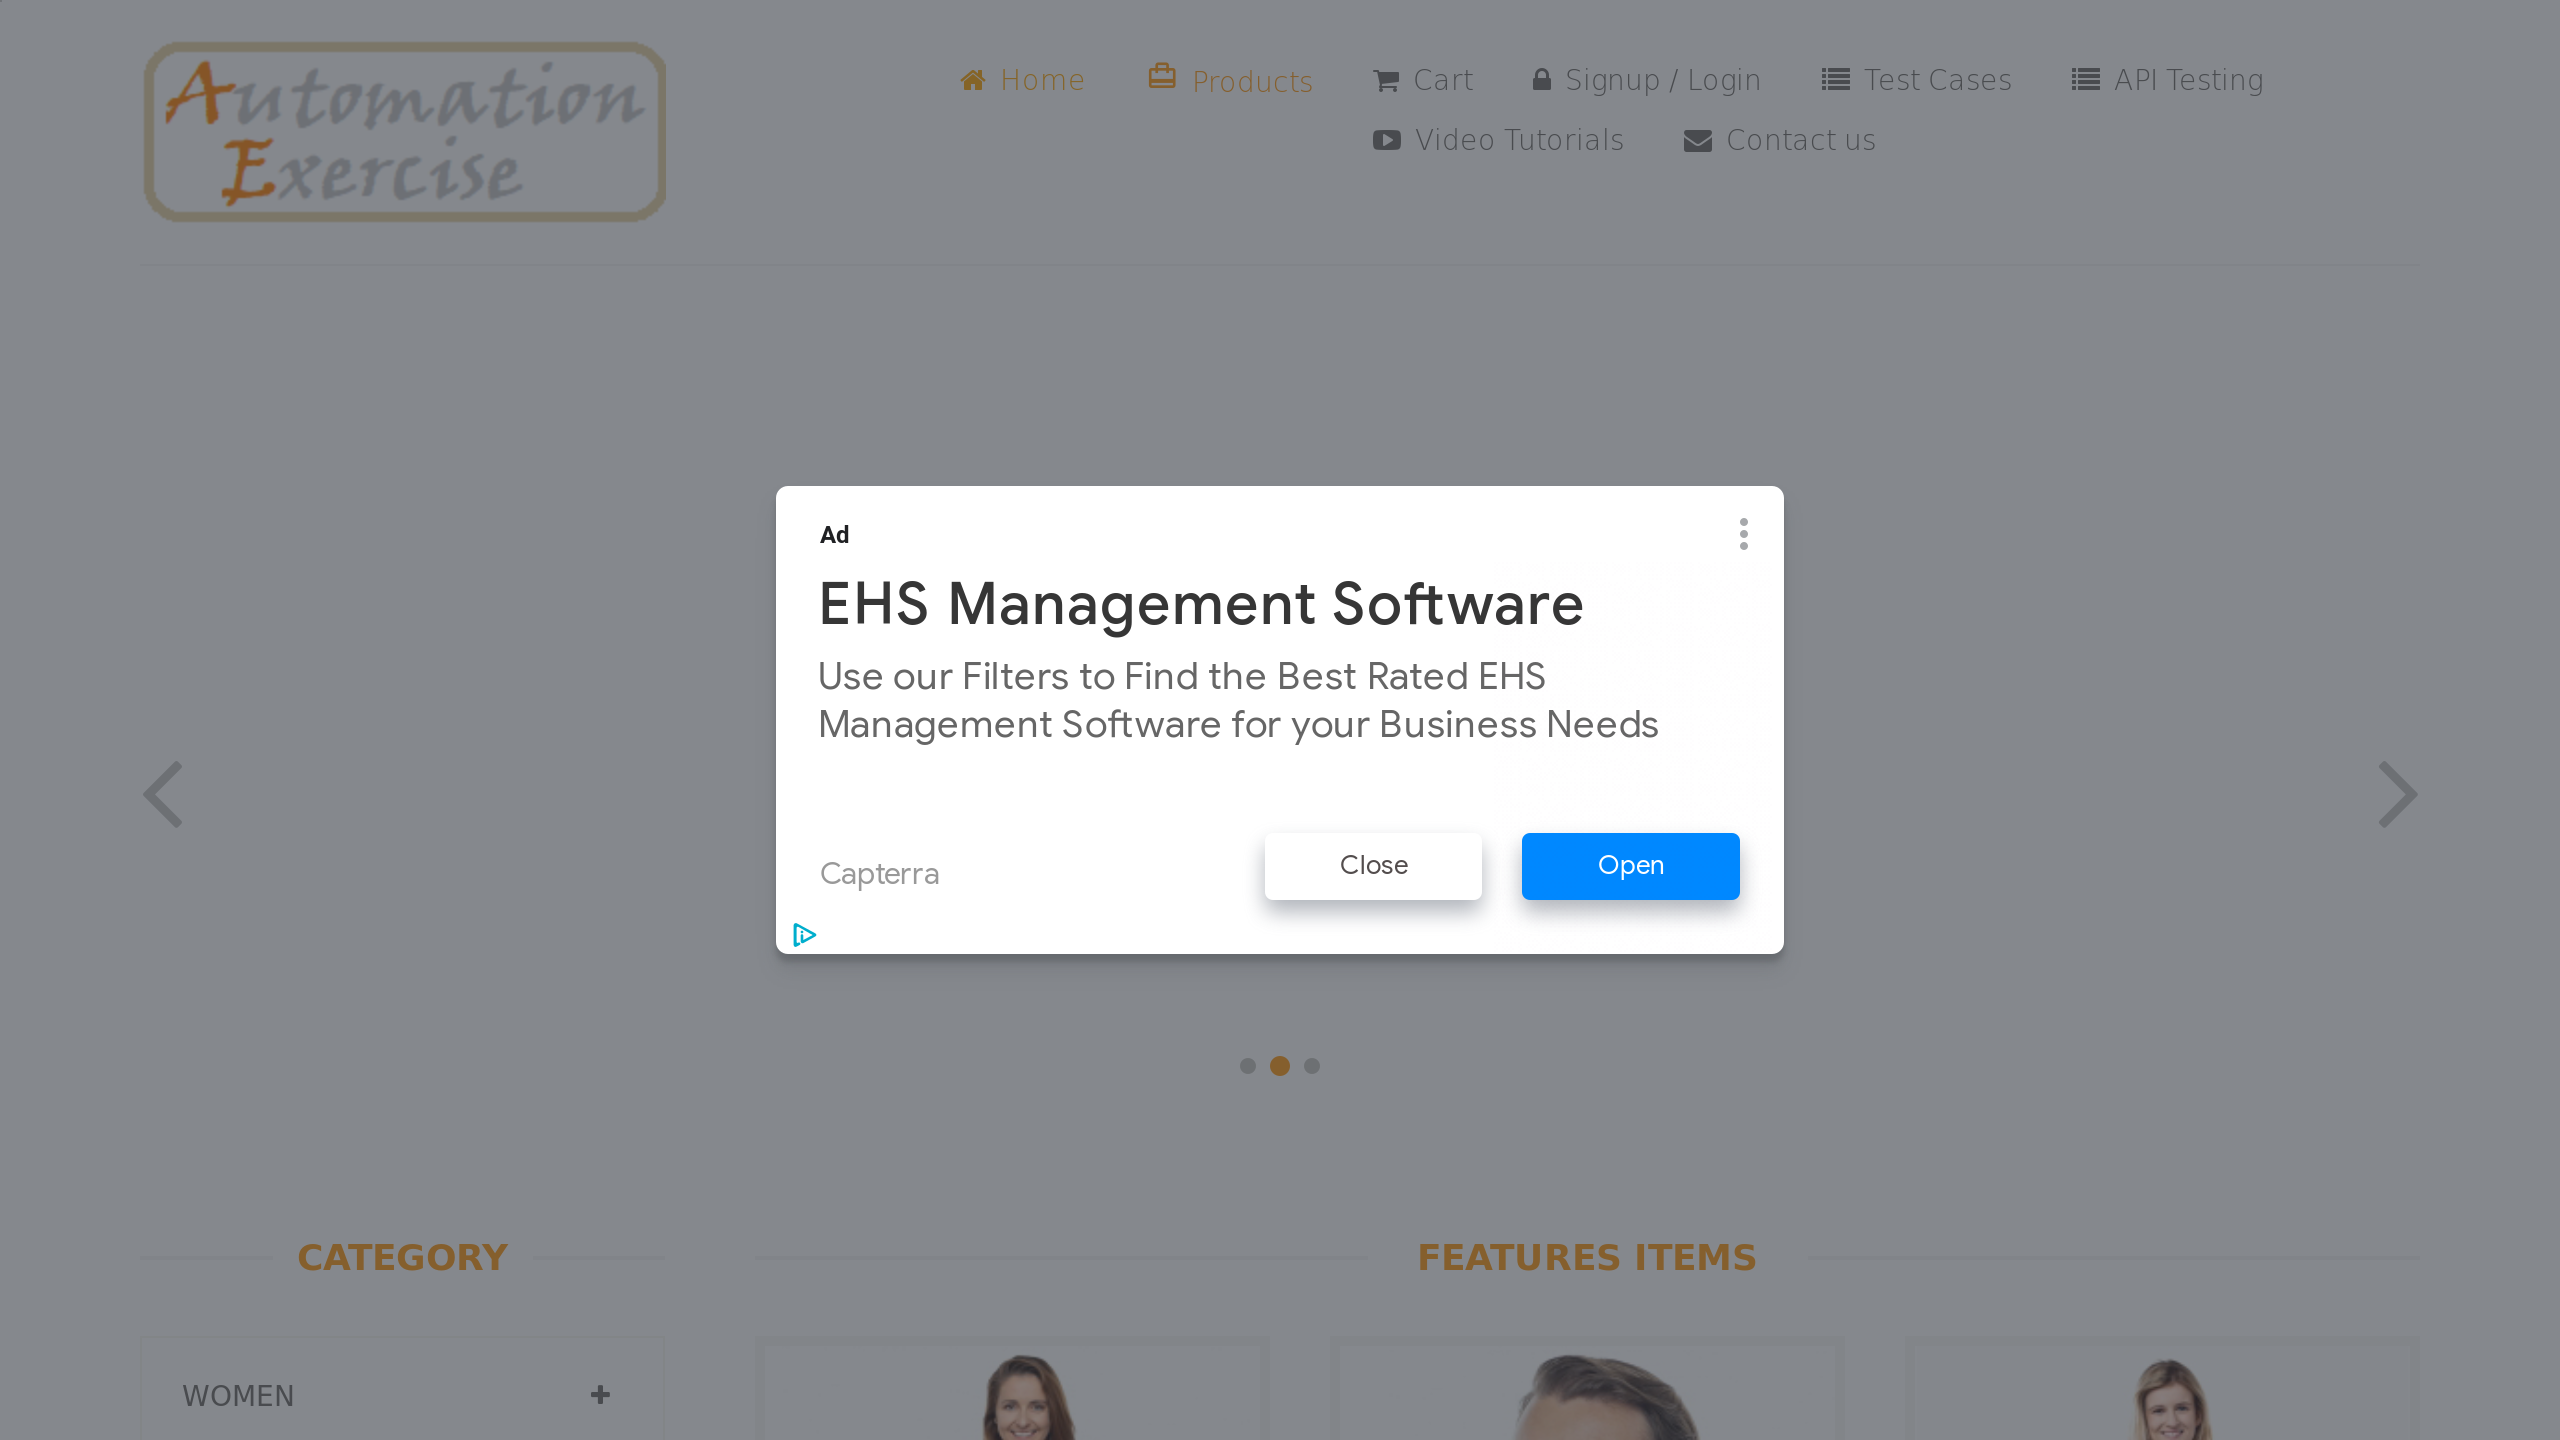 Automation
Exercise
Home
Products
Cart
Signup / Login
Test Cases
API Testing
Video Tutorials
Contact us
Ad
EHS Management Software
Use our Filters to Find the Best Rated EHS
Management Software for your Business Needs
Capterra
Close
Open
CATEGORY
FEATURES ITEMS
WOMEN